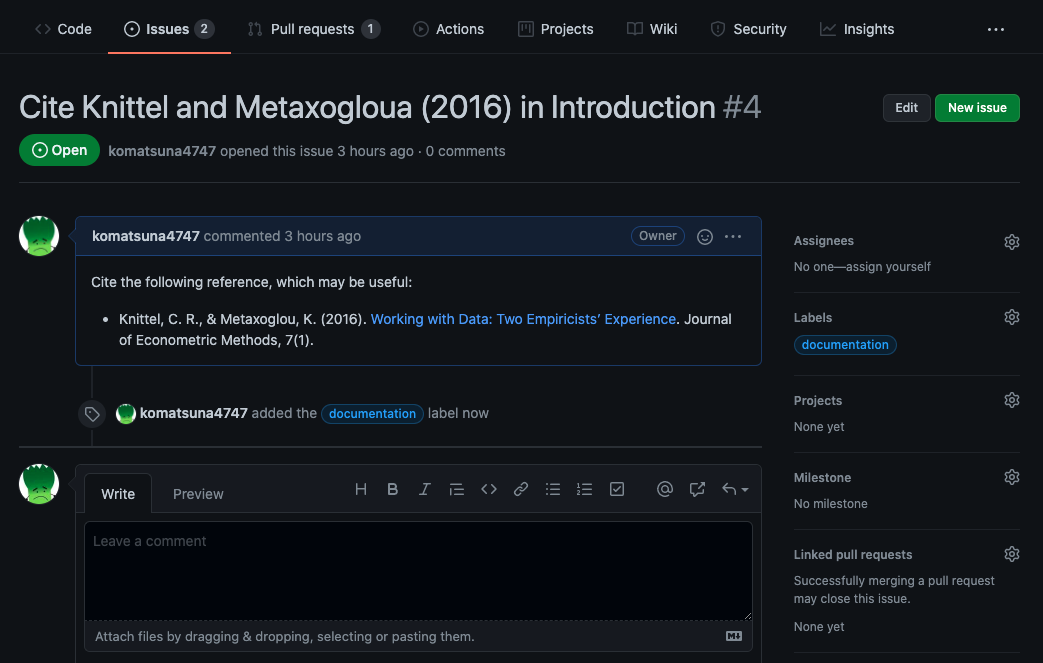 Code Issues 2 Pull requests 1 Actions Projects Wiki Security Insights ...
Cite Knittel and Metaxogloua (2016) in Introduction #4
Edit New issue
Open komatsuna4747 opened this issue 3 hours ago · 0 comments
komatsuna4747 commented 3 hours ago Owner ...
Cite the following reference, which may be useful:
• Knittel, C. R., & Metaxoglou, K. (2016). Working with Data: Two Empiricists’ Experience. Journal
of Econometric Methods, 7(1).
komatsuna4747 added the documentation label now
Write Preview H B I @
Leave a comment
Attach files by dragging & dropping, selecting or pasting them. M
Assignees
No one—assign yourself
Labels
documentation
Projects
None yet
Milestone
No milestone
Linked pull requests
Successfully merging a pull request
may close this issue.
None yet